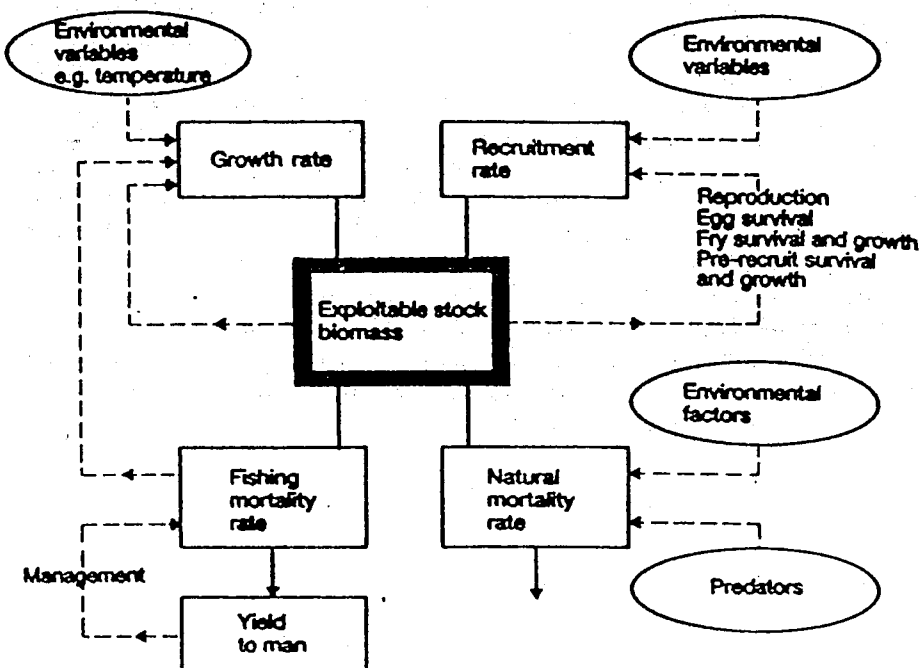 Environmental
variables
e.g. temperature
Environmental
variables
Growth rate
Recruitment
rate
Reproduction
Egg survival
Fry survival and growth
Pre-recruit survival
and growth
Exploitable stock
biomass
Environmental
factors
Fishing
mortality
rate
Natural
mortality
rate
Management
Predators
Yield
to man